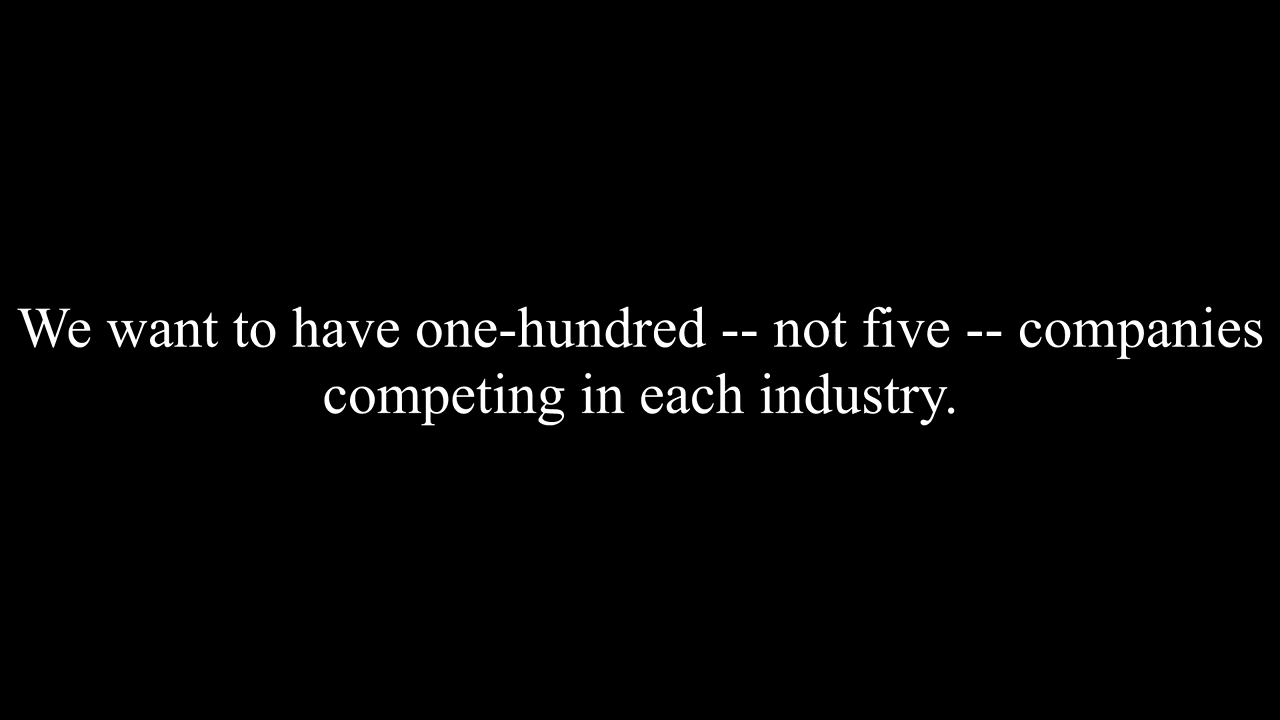 We want to have one-hundred -- not five -- companies
competing in each industry.